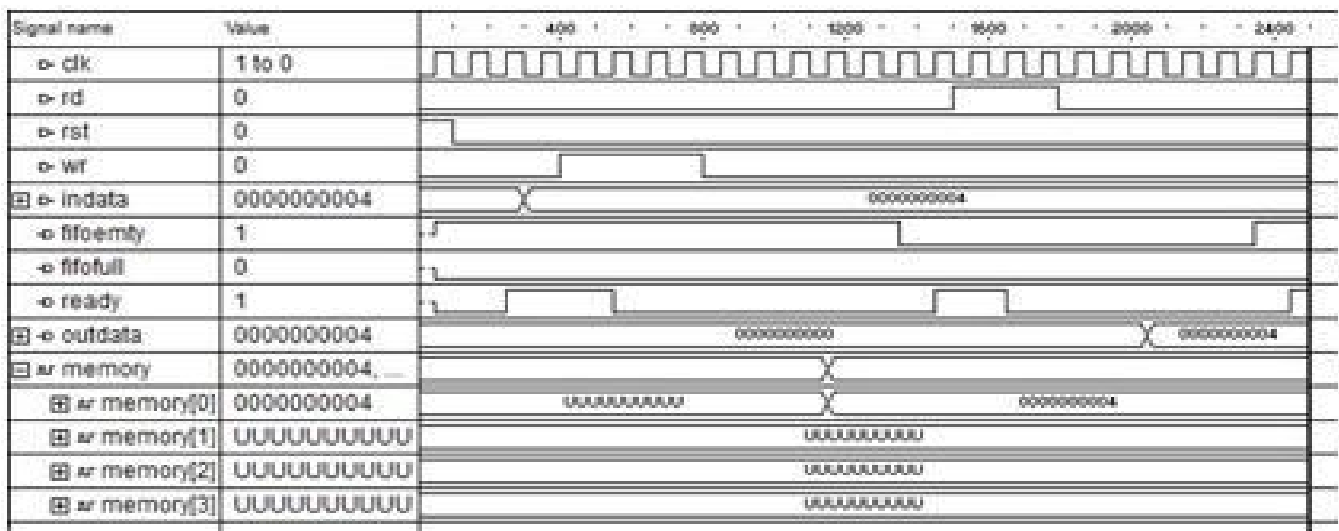 Signal name Value 400 800 1200 1600 2000 2400
clk 1 to 0
rd 0
rst 0
wr 0
indata 0000000004 0000000004
fifoemty 1
fifofull 0
ready 1
outdata 0000000004 0000000000 0000000004
memory 0000000004, ...
memory[0] 0000000004 UUUUUUUUUU 0000000004
memory[1] UUUUUUUUUU UUUUUUUUUU
memory[2] UUUUUUUUUU UUUUUUUUUU
memory[3] UUUUUUUUUU UUUUUUUUUU